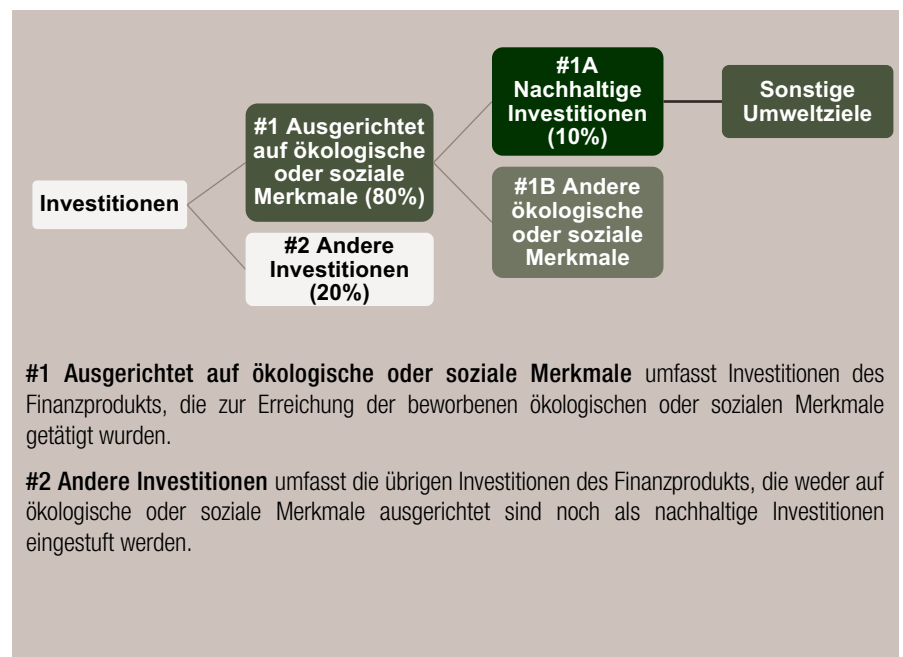 Investitionen
#1 Ausgerichtet
auf ökologische
oder soziale
Merkmale (80%)
#2 Andere
Investitionen
(20%)
#1A
Nachhaltige
Investitionen
(10%)
#1B Andere
ökologische
oder soziale
Merkmale
Sonstige
Umweltziele
#1 Ausgerichtet auf ökologische oder soziale Merkmale umfasst Investitionen des
Finanzprodukts, die zur Erreichung der beworbenen ökologischen oder sozialen Merkmale
getätigt wurden.
#2 Andere Investitionen umfasst die übrigen Investitionen des Finanzprodukts, die weder auf
ökologische oder soziale Merkmale ausgerichtet sind noch als nachhaltige Investitionen
eingestuft werden.